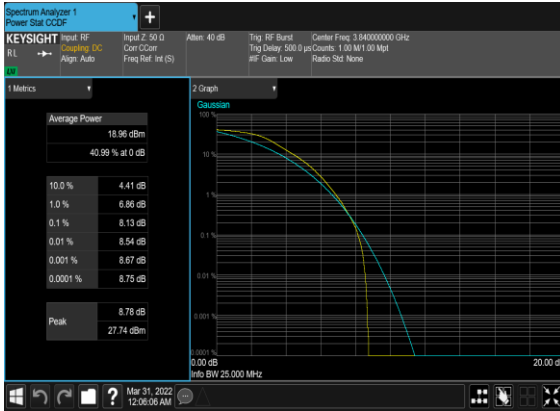 Spectrum Analyzer 1
Power Stat CCDF
KEYSIGHT
RL
Input: RF
Coupling: DC
Align: Auto
Input Z: 50 Ω
Corr CCorr
Freq Ref: Int (S)
Atten: 40 dB
Trig: RF Burst
Trig Delay: 500.0 µs
#IF Gain: Low
Center Freq: 3.840000000 GHz
Counts: 1.00 M/1.00 Mpt
Radio Std: None
1 Metrics
Average Power
18.96 dBm
40.99 % at 0 dB
10.0 % 4.41 dB
1.0 % 6.86 dB
0.1 % 8.13 dB
0.01 % 8.54 dB
0.001 % 8.67 dB
0.0001 % 8.75 dB
Peak
8.78 dB
27.74 dBm
2 Graph
Gaussian
100 %
10 %
1 %
0.1 %
0.01 %
0.001 %
0.0001 %
0.00 dB
20.00 d
Info BW 25.000 MHz
?
Mar 31, 2022
12:06:06 AM